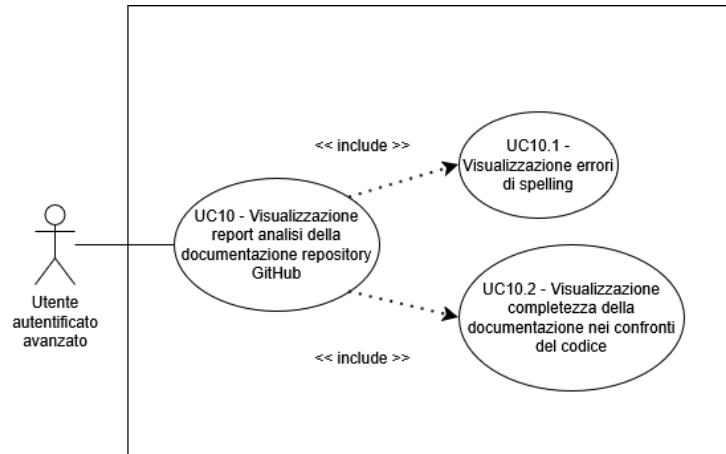 << include >>
UC10.1 -
Visualizzazione errori
di spelling
UC10 - Visualizzazione
report analisi della
documentazione repository
GitHub
Utente
autentificato
avanzato
UC10.2 - Visualizzazione
completezza della
documentazione nei confronti
del codice
<< include >>